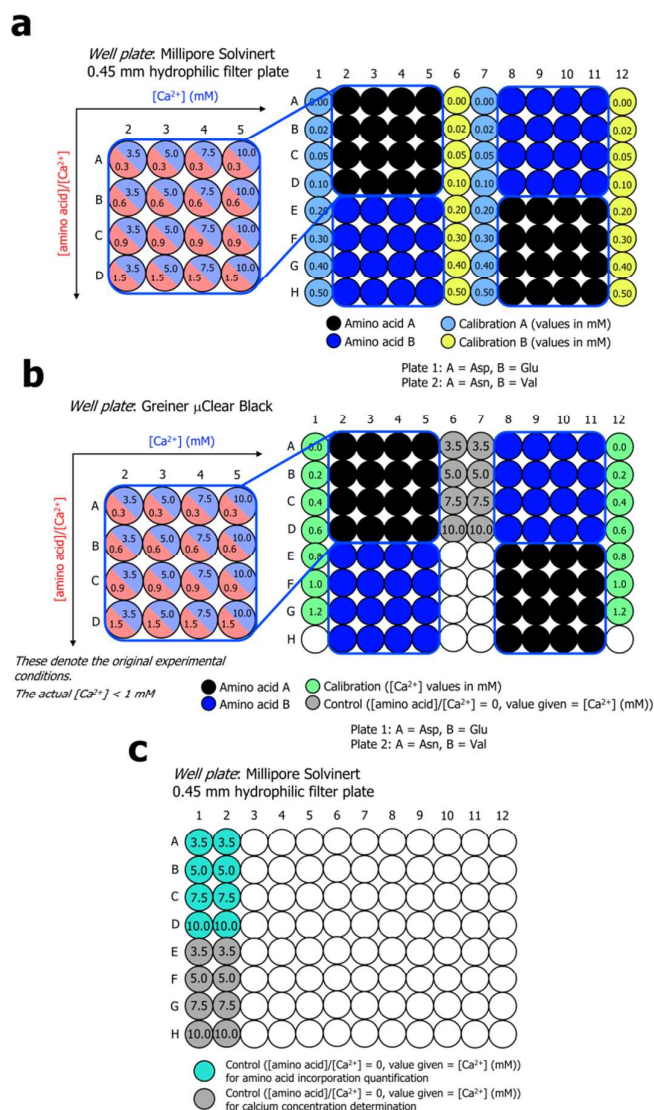 a
Well plate: Millipore Solvinert
0.45 mm hydrophilic filter plate
1 2 3 4 5 6 7 8 9 10 11 12
[Ca²⁺] (mM)
[amino acid]/[Ca²⁺]
2 3 4 5
A 3.5 0.3 5.0 0.3 7.5 0.3 10.0 0.3
B 3.5 0.6 5.0 0.6 7.5 0.6 10.0 0.6
C 3.5 0.9 5.0 0.9 7.5 0.9 10.0 0.9
D 3.5 1.5 5.0 1.5 7.5 1.5 10.0 1.5
A 0.00 0.00 0.00 0.00
B 0.02 0.02 0.02 0.02
C 0.05 0.05 0.05 0.05
D 0.10 0.10 0.10 0.10
E 0.20 0.20 0.20 0.20
F 0.30 0.30 0.30 0.30
G 0.40 0.40 0.40 0.40
H 0.50 0.50 0.50 0.50
Amino acid A Calibration A (values in mM)
Amino acid B Calibration B (values in mM)
Plate 1: A = Asp, B = Glu
Plate 2: A = Asn, B = Val
b
Well plate: Greiner μClear Black
1 2 3 4 5 6 7 8 9 10 11 12
[Ca²⁺] (mM)
[amino acid]/[Ca²⁺]
2 3 4 5
A 3.5 0.3 5.0 0.3 7.5 0.3 10.0 0.3
B 3.5 0.6 5.0 0.6 7.5 0.6 10.0 0.6
C 3.5 0.9 5.0 0.9 7.5 0.9 10.0 0.9
D 3.5 1.5 5.0 1.5 7.5 1.5 10.0 1.5
A 0.0 3.5 3.5 0.0
B 0.2 5.0 5.0 0.2
C 0.4 7.5 7.5 0.4
D 0.6 10.0 10.0 0.6
E 0.8 0.8
F 1.0 1.0
G 1.2 1.2
H
These denote the original experimental
conditions.
The actual [Ca²⁺] < 1 mM
Amino acid A Calibration ([Ca²⁺] values in mM)
Amino acid B Control ([amino acid]/[Ca²⁺] = 0, value given = [Ca²⁺] (mM))
Plate 1: A = Asp, B = Glu
Plate 2: A = Asn, B = Val
c
Well plate: Millipore Solvinert
0.45 mm hydrophilic filter plate
1 2 3 4 5 6 7 8 9 10 11 12
A 3.5 3.5
B 5.0 5.0
C 7.5 7.5
D 10.0 10.0
E 3.5 3.5
F 5.0 5.0
G 7.5 7.5
H 10.0 10.0
Control ([amino acid]/[Ca²⁺] = 0, value given = [Ca²⁺] (mM))
for amino acid incorporation quantification
Control ([amino acid]/[Ca²⁺] = 0, value given = [Ca²⁺] (mM))
for calcium concentration determination